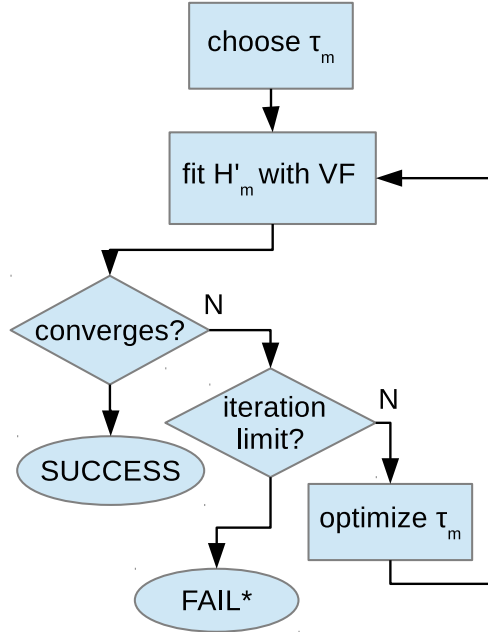 choose τₘ
fit H'ₘ with VF
converges?
N
iteration
limit?
N
SUCCESS
optimize τₘ
FAIL*